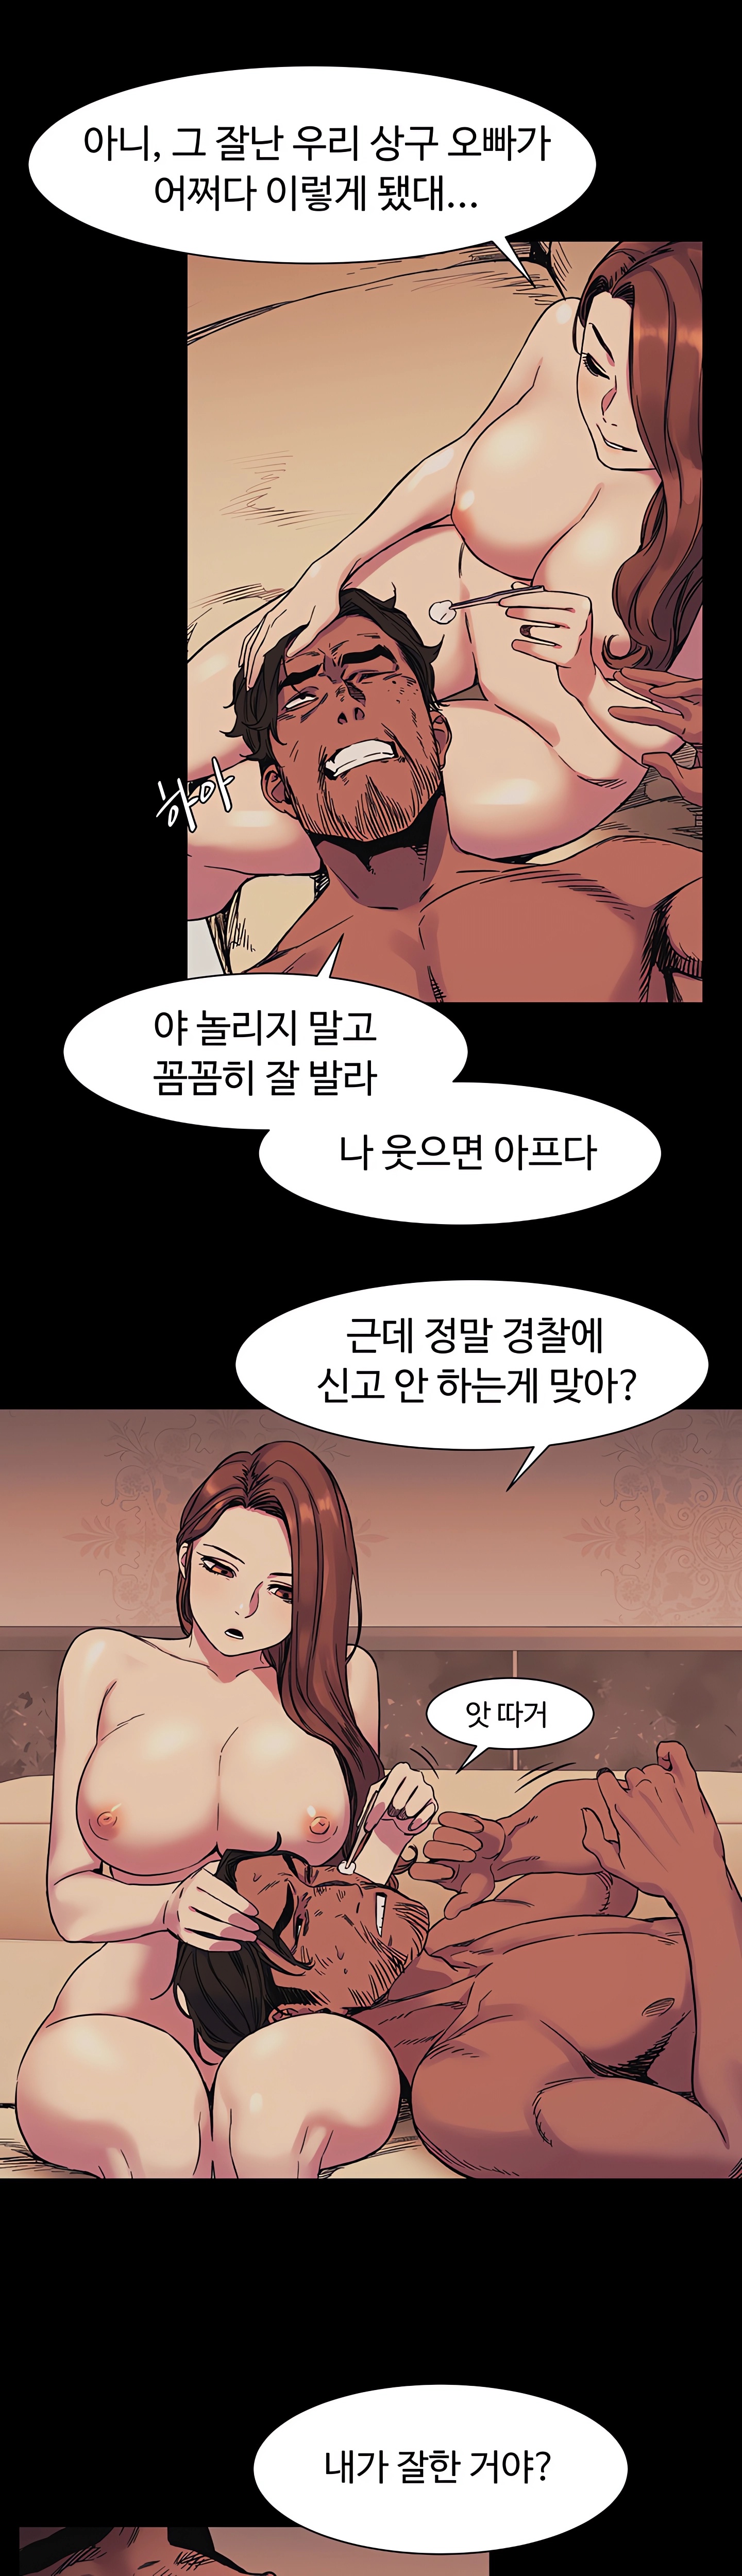 아니, 그 잘난 우리 상구 오빠가
어쩌다 이렇게 됐대...
하아
야 놀리지 말고
꼼꼼히 잘 발라
나 웃으면 아프다
근데 정말 경찰에
신고 안 하는게 맞아?
앗 따거
내가 잘한 거야?